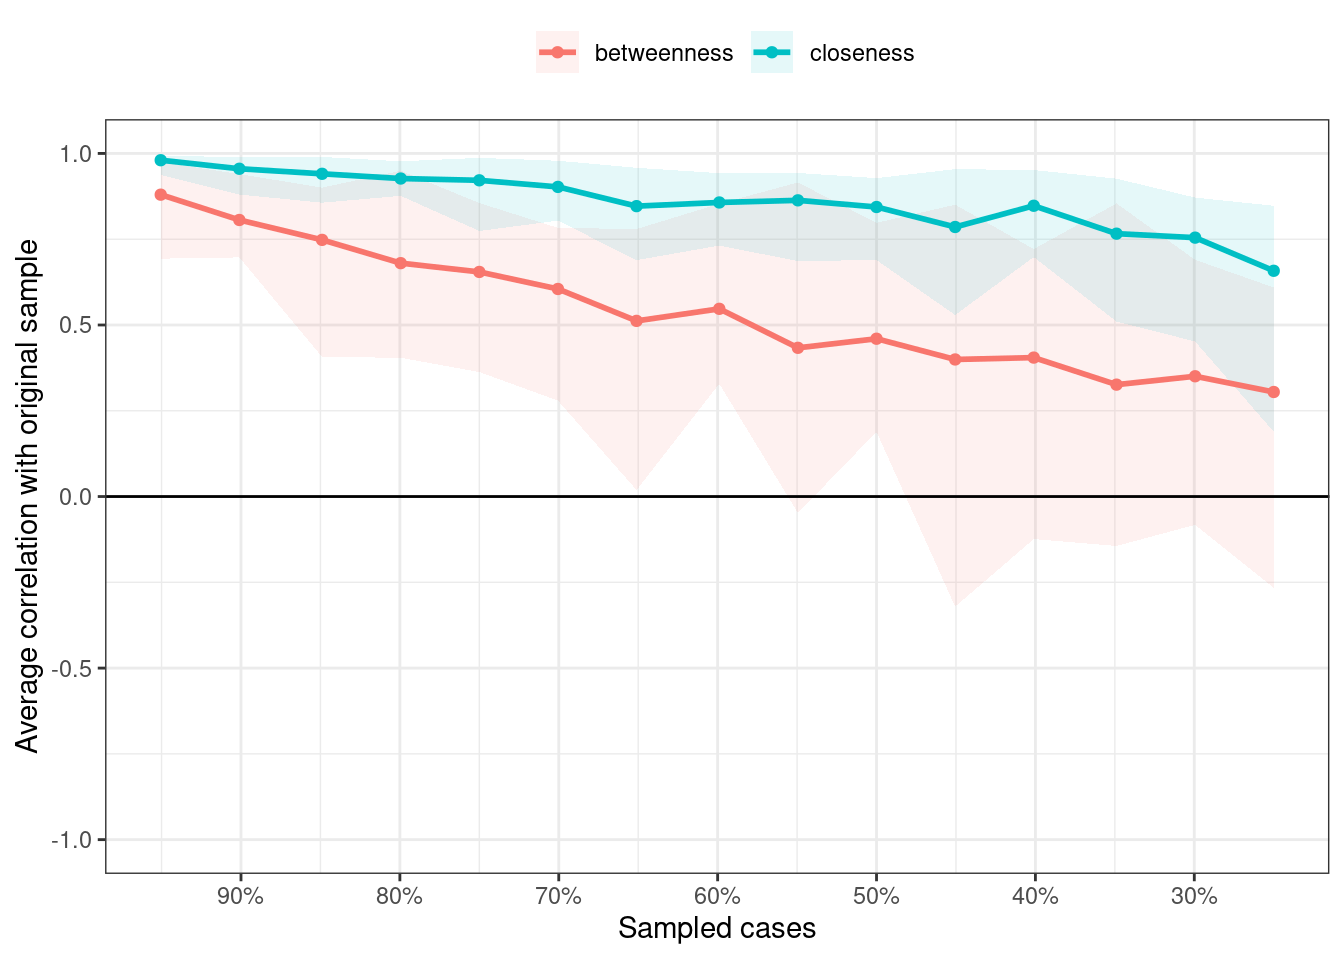 betweenness closeness
Average correlation with original sample
1.0
0.5
0.0
-0.5
-1.0
90% 80% 70% 60% 50% 40% 30%
Sampled cases